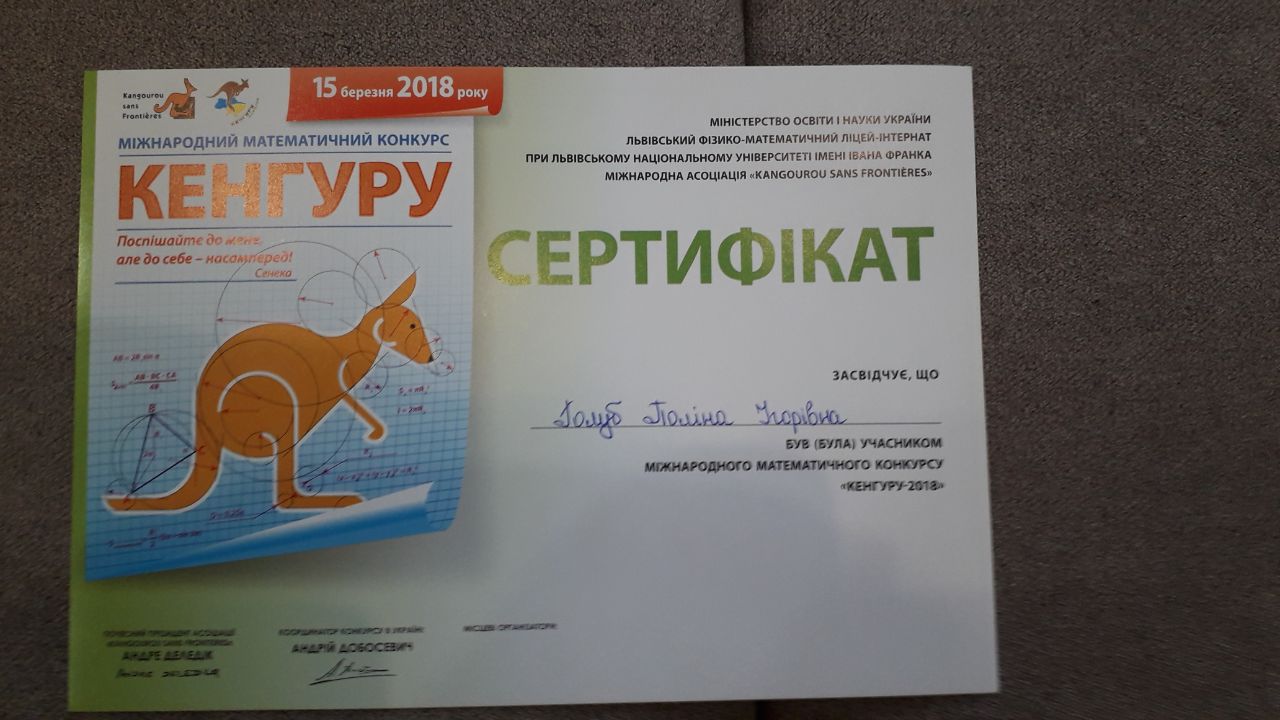 Kangourou
sans
Frontières
15 березня 2018 року
МІЖНАРОДНИЙ МАТЕМАТИЧНИЙ КОНКУРС
КЕНГУРУ
Поспішайте до мене,
але до себе – насамперед!
Сенека
МІНІСТЕРСТВО ОСВІТИ І НАУКИ УКРАЇНИ
ЛЬВІВСЬКИЙ ФІЗИКО-МАТЕМАТИЧНИЙ ЛІЦЕЙ-ІНТЕРНАТ
ПРИ ЛЬВІВСЬКОМУ НАЦІОНАЛЬНОМУ УНІВЕРСИТЕТІ ІМЕНІ ІВАНА ФРАНКА
МІЖНАРОДНА АСОЦІАЦІЯ «KANGOUROU SANS FRONTIÈRES»
СЕРТИФІКАТ
ЗАСВІДЧУЄ, ЩО
Голуб Поліна Ігорівна
БУВ (БУЛА) УЧАСНИКОМ
МІЖНАРОДНОГО МАТЕМАТИЧНОГО КОНКУРСУ
«КЕНГУРУ-2018»
ПОЧЕСНИЙ ПРЕЗИДЕНТ АСОЦІАЦІЇ
«KANGOUROU SANS FRONTIÈRES»
АНДРЕ ДЕЛЕДІК
КООРДИНАТОР КОНКУРСУ В УКРАЇНІ
АНДРІЙ ДОБОСЕВИЧ
МІСЦЕВІ ОРГАНІЗАТОРИ